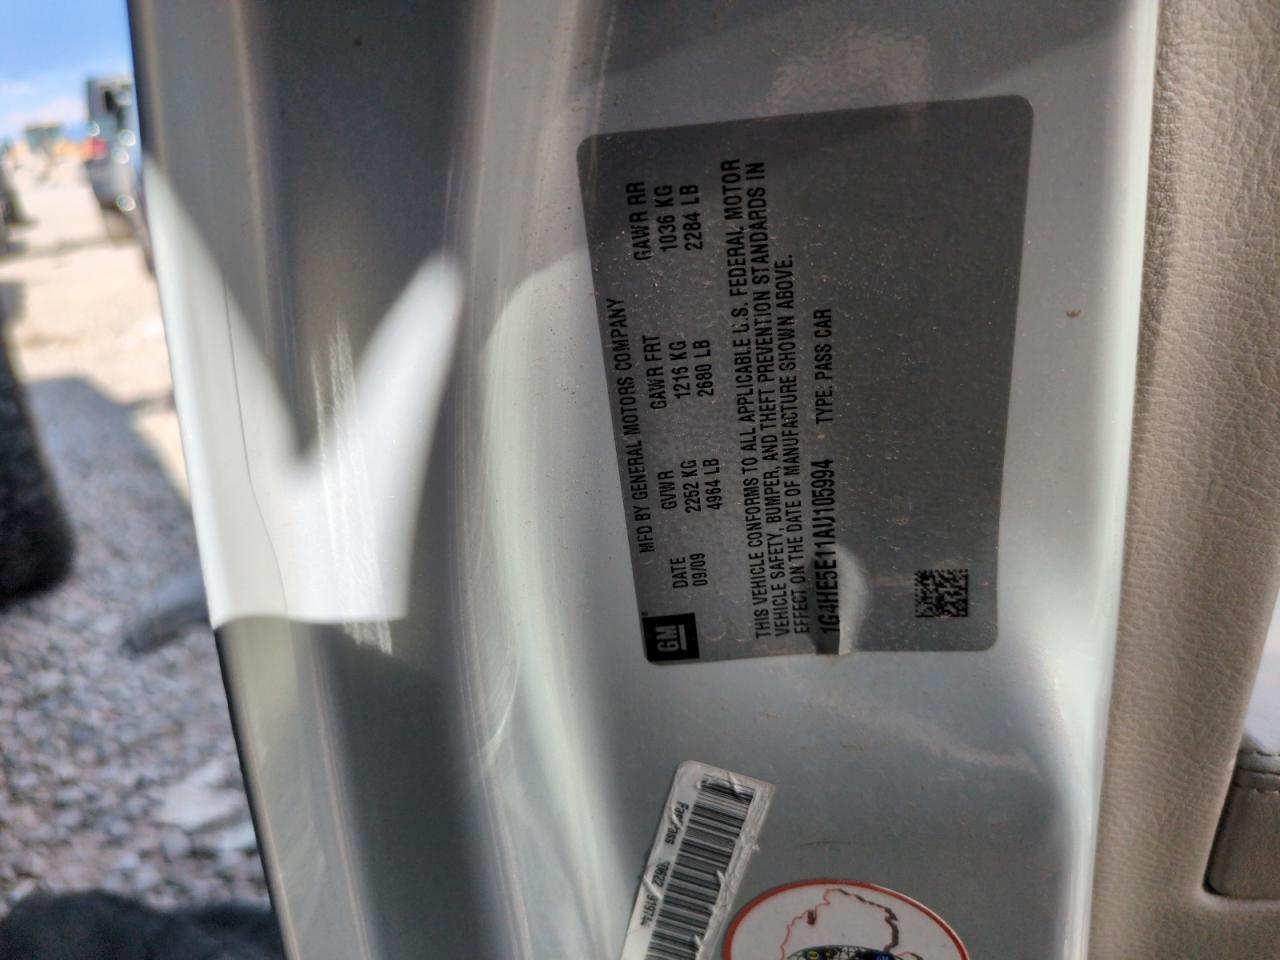 MFD BY GENERAL MOTORS COMPANY
DATE GVWR GAWR FRT GAWR RR
09/09 2252 KG 1216 KG 1036 KG
4964 LB 2680 LB 2284 LB
GM
THIS VEHICLE CONFORMS TO ALL APPLICABLE U.S. FEDERAL MOTOR
VEHICLE SAFETY, BUMPER, AND THEFT PREVENTION STANDARDS IN
EFFECT ON THE DATE OF MANUFACTURE SHOWN ABOVE.
1G4HE5E11AU105994 TYPE: PASS CAR